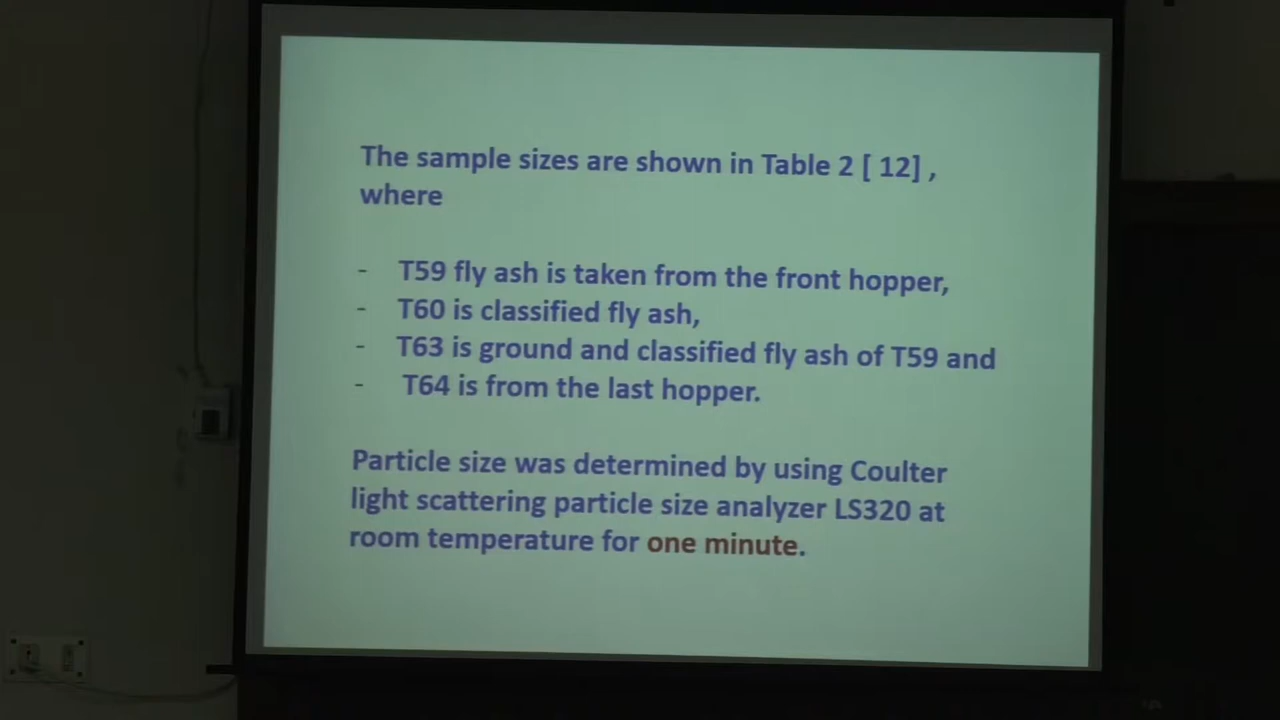 The sample sizes are shown in Table 2 [ 12] ,
where
- T59 fly ash is taken from the front hopper,
- T60 is classified fly ash,
- T63 is ground and classified fly ash of T59 and
- T64 is from the last hopper.
Particle size was determined by using Coulter
light scattering particle size analyzer LS320 at
room temperature for one minute.